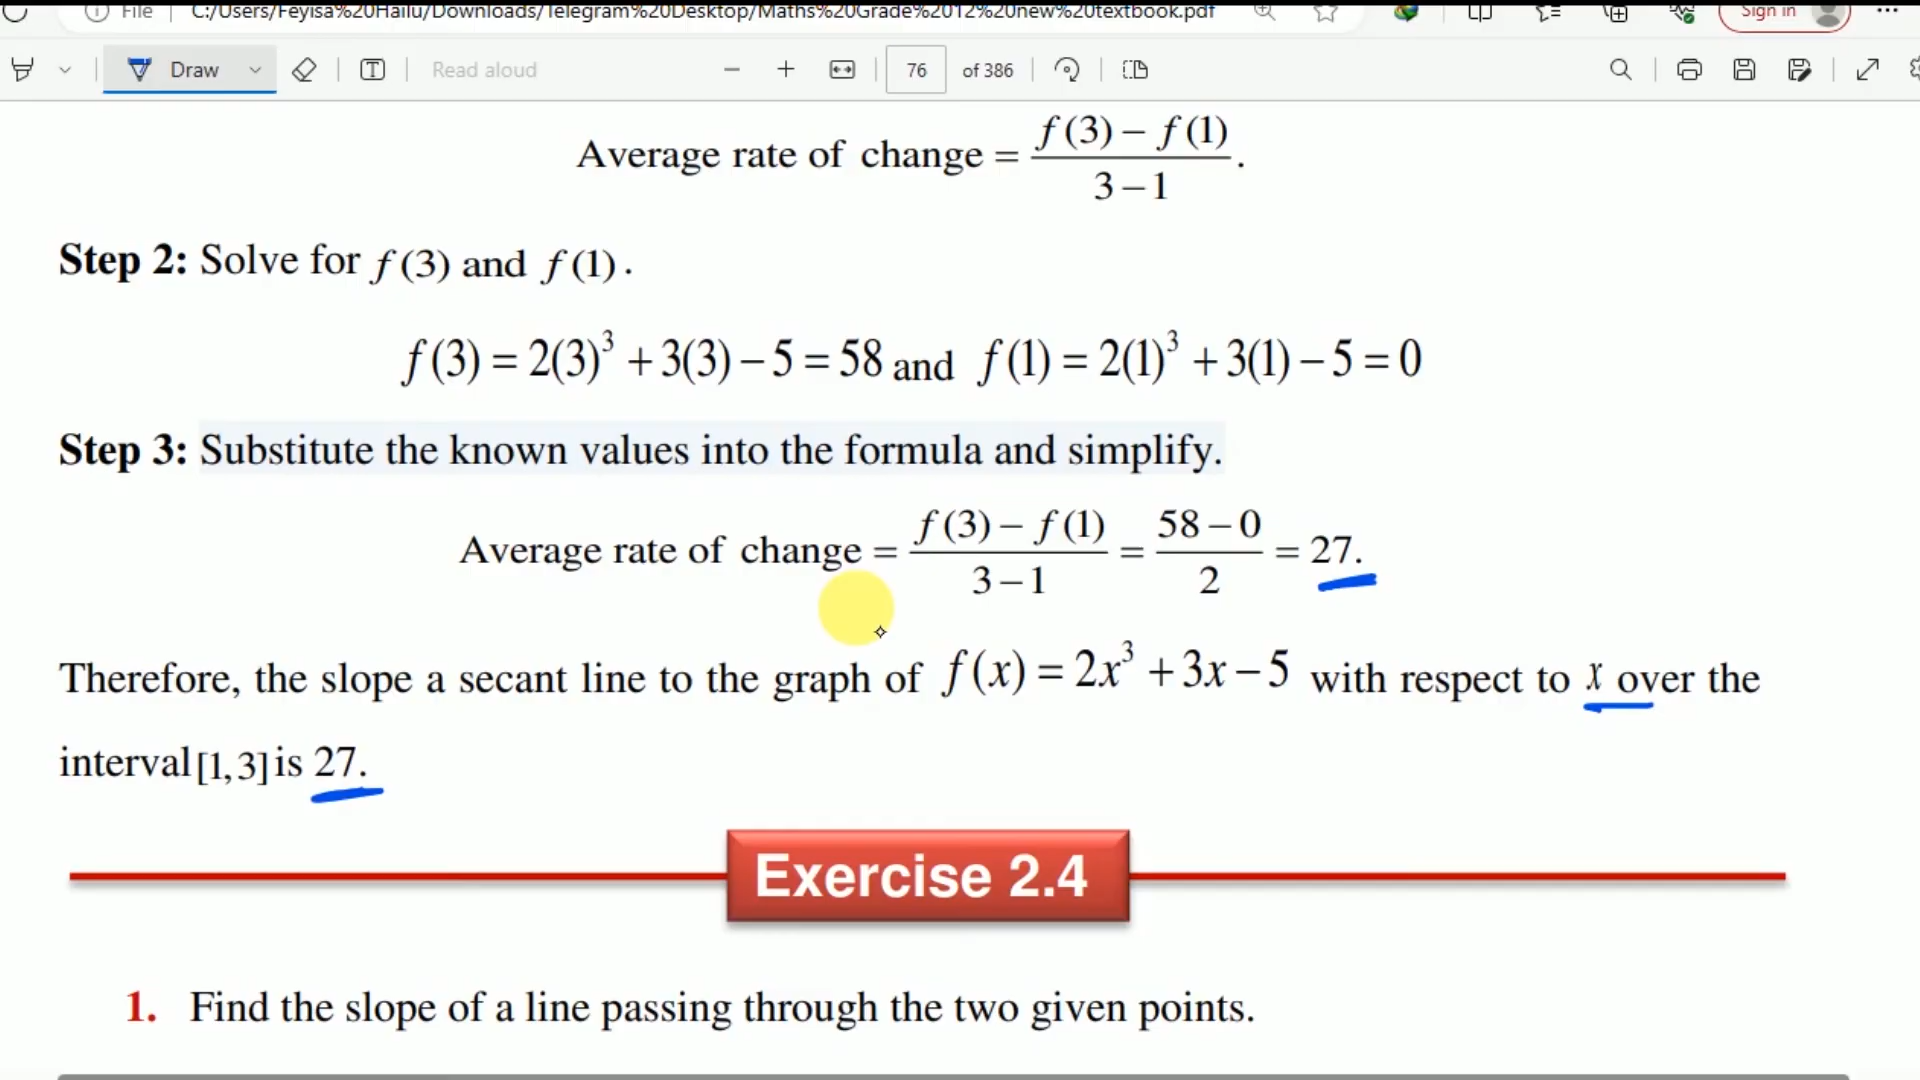 File C:/Users/Feyisa%20Hailu/Downloads/Telegram%20Desktop/Maths%20Grade%2012%20new%20textbook.pdf Sign in
Draw Read aloud 76 of 386
Average rate of change = \frac{f(3) − f(1)}{3 − 1}.
Step 2: Solve for f(3) and f(1).
f(3) = 2(3)³ + 3(3) − 5 = 58 and f(1) = 2(1)³ + 3(1) − 5 = 0
Step 3: Substitute the known values into the formula and simplify.
Average rate of change = \frac{f(3) − f(1)}{3 − 1} = \frac{58 − 0}{2} = 27.
Therefore, the slope a secant line to the graph of f(x) = 2x³ + 3x − 5 with respect to x over the
interval [1, 3] is 27.
Exercise 2.4
1. Find the slope of a line passing through the two given points.